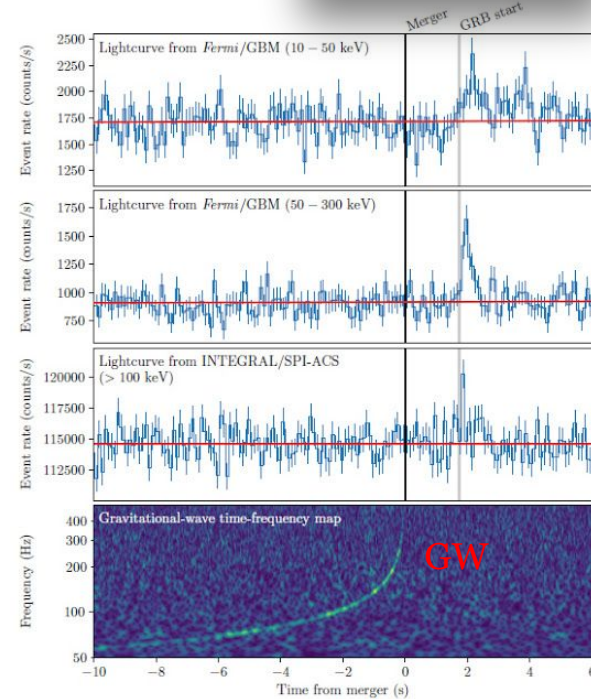 Merger
GRB start
Lightcurve from Fermi/GBM (10 – 50 keV)
Event rate (counts/s)
2500
2250
2000
1750
1500
1250
Lightcurve from Fermi/GBM (50 – 300 keV)
Event rate (counts/s)
1750
1500
1250
1000
750
Lightcurve from INTEGRAL/SPI-ACS
(> 100 keV)
Event rate (counts/s)
120000
117500
115000
112500
Gravitational-wave time-frequency map
GW
Frequency (Hz)
400
300
200
100
50
−10 −8 −6 −4 −2 0 2 4 6
Time from merger (s)